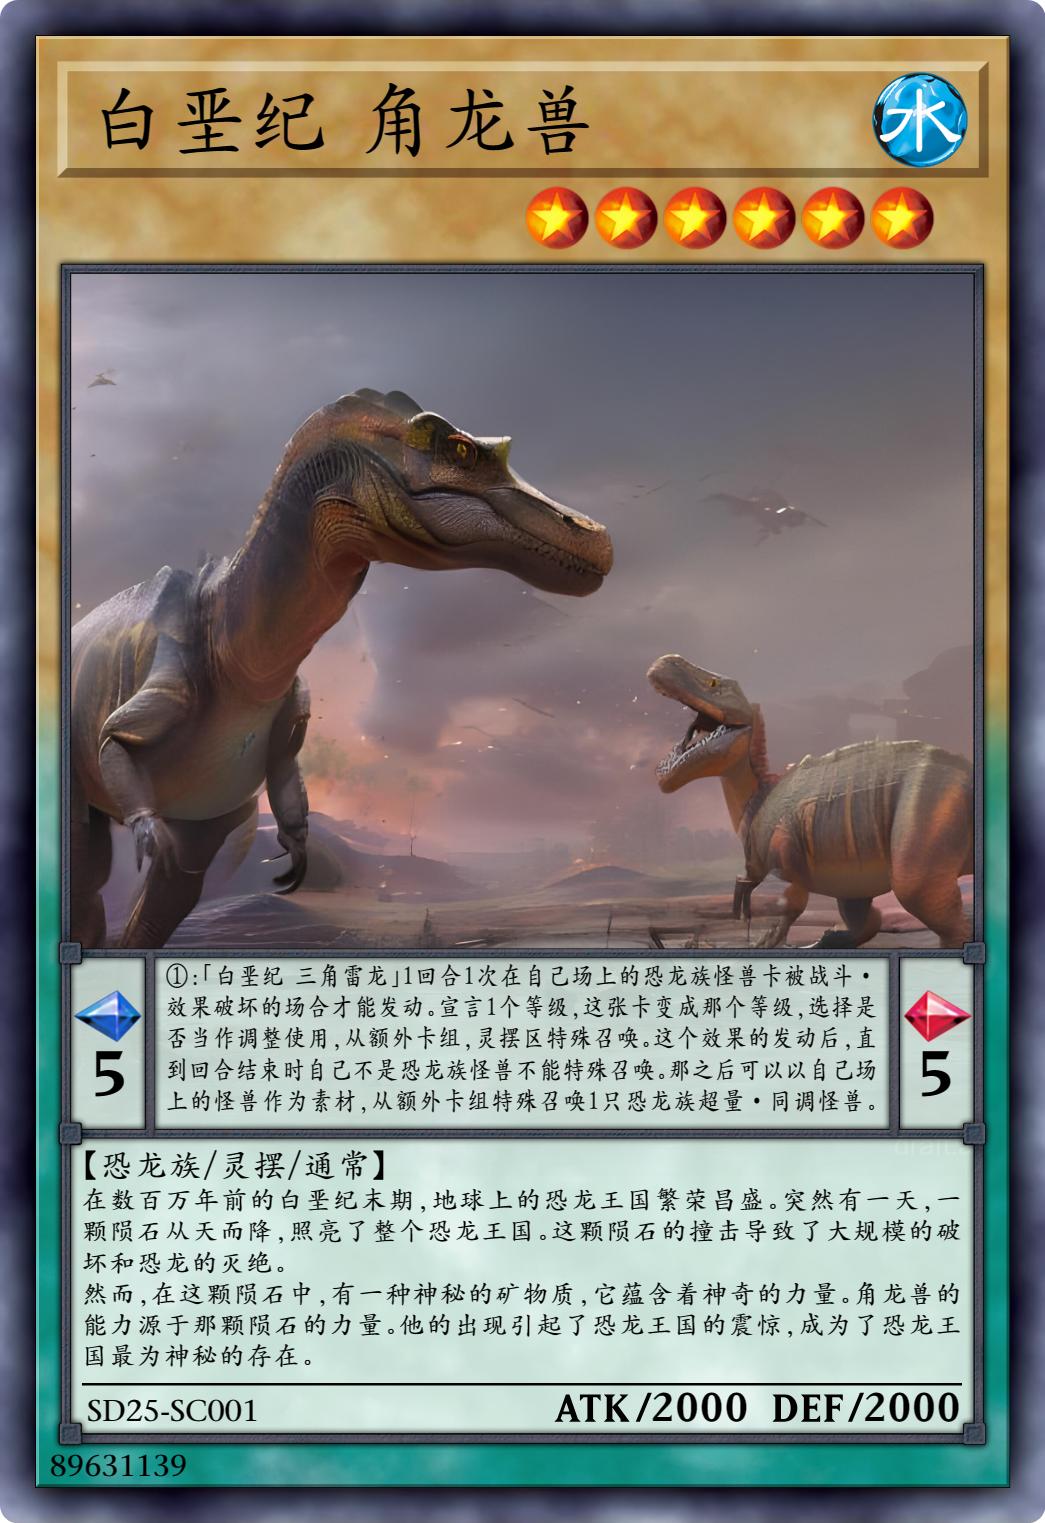 白垩纪 角龙兽
水
5
①:「白垩纪 三角雷龙」1回合1次在自己场上的恐龙族怪兽卡被战斗·
效果破坏的场合才能发动。宣言1个等级,这张卡变成那个等级,选择是
否当作调整使用,从额外卡组,灵摆区特殊召唤。这个效果的发动后,直
到回合结束时自己不是恐龙族怪兽不能特殊召唤。那之后可以以自己场
上的怪兽作为素材,从额外卡组特殊召唤1只恐龙族超量·同调怪兽。
5
【恐龙族/灵摆/通常】
在数百万年前的白垩纪末期,地球上的恐龙王国繁荣昌盛。突然有一天,一
颗陨石从天而降,照亮了整个恐龙王国。这颗陨石的撞击导致了大规模的破
坏和恐龙的灭绝。
然而,在这颗陨石中,有一种神秘的矿物质,它蕴含着神奇的力量。角龙兽的
能力源于那颗陨石的力量。他的出现引起了恐龙王国的震惊,成为了恐龙王
国最为神秘的存在。
SD25-SC001
ATK/2000 DEF/2000
89631139